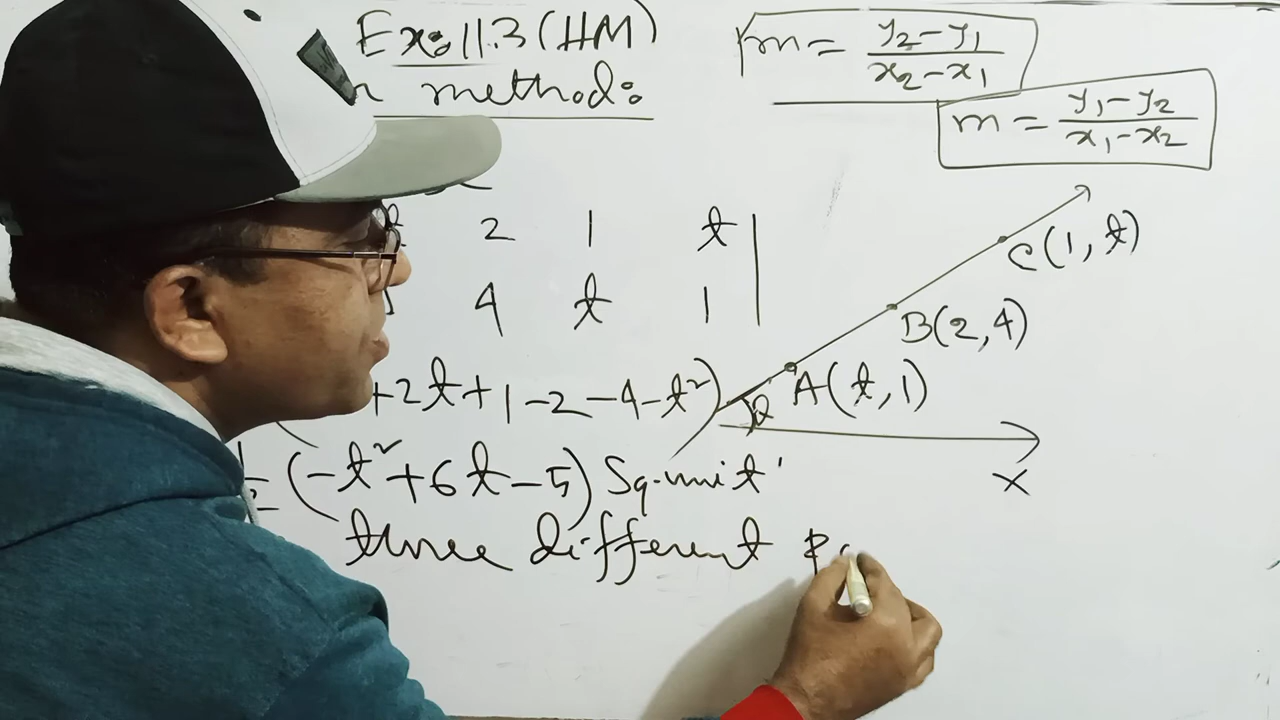 Ex: 11.3 (HM)
method:
m = y₂-y₁/x₂-x₁
m = y₁-y₂/x₁-x₂
2 1 t
4 t 1
C(1, t)
B(2, 4)
A(t, 1)
X
+2t+1-2-4-t²)
(-t²+6t-5) Sq. unit
three different